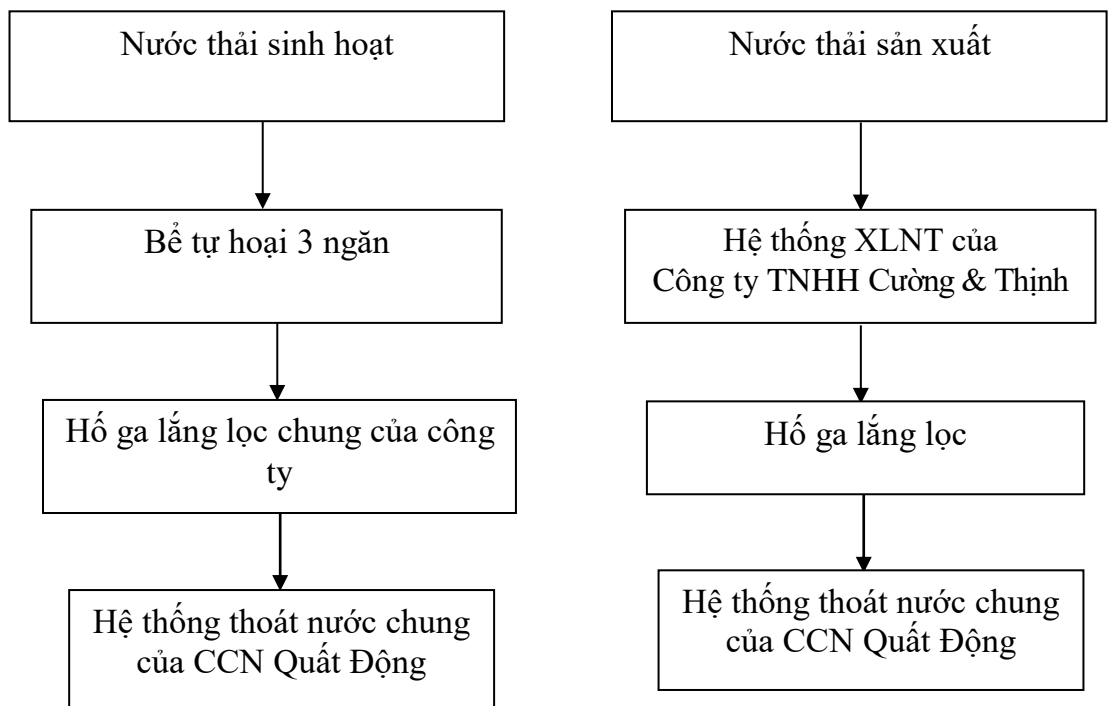 Nước thải sinh hoạt
Bể tự hoại 3 ngăn
Hố ga lắng lọc chung của công
ty
Hệ thống thoát nước chung
của CCN Quất Động
Nước thải sản xuất
Hệ thống XLNT của
Công ty TNHH Cường & Thịnh
Hố ga lắng lọc
Hệ thống thoát nước chung
của CCN Quất Động